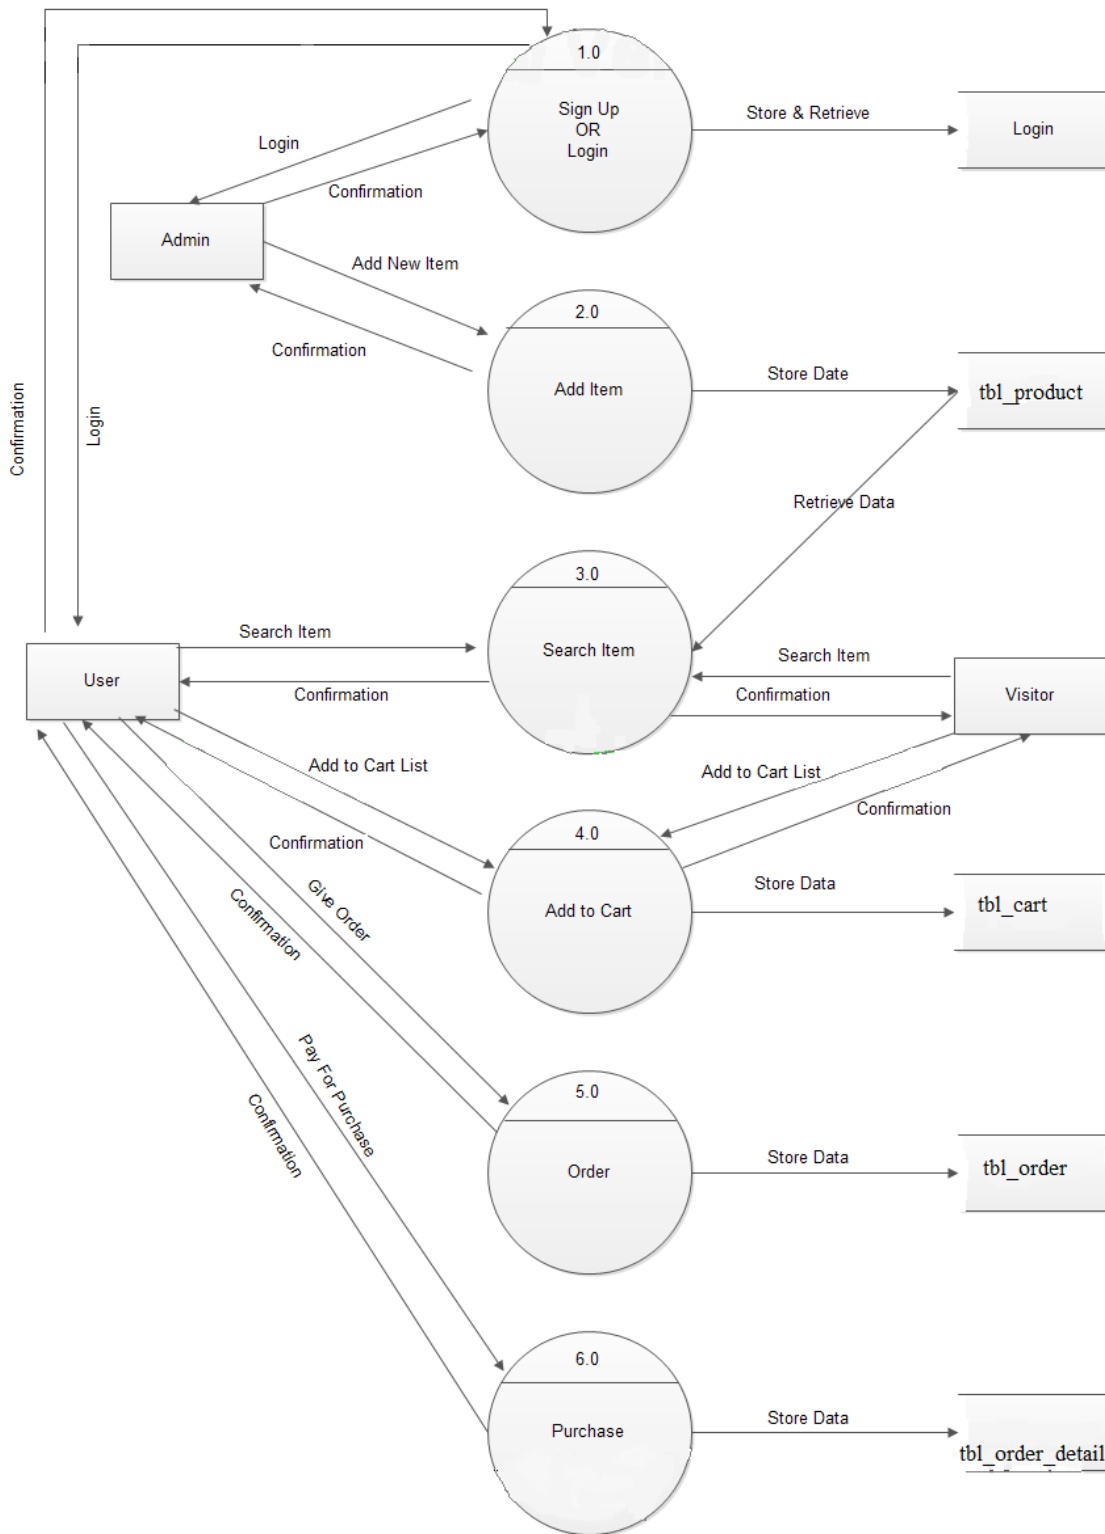 1.0
Sign Up
OR
Login
Store & Retrieve
Login
Login
Confirmation
Admin
Add New Item
Confirmation
2.0
Add Item
Store Date
tbl_product
Retrieve Data
Confirmation
Login
3.0
Search Item
Search Item
Confirmation
User
Search Item
Confirmation
Visitor
Add to Cart List
Confirmation
Add to Cart List
Confirmation
4.0
Add to Cart
Store Data
tbl_cart
Give Order
Confirmation
5.0
Order
Store Data
tbl_order
Pay For Purchase
Confirmation
6.0
Purchase
Store Data
tbl_order_detail